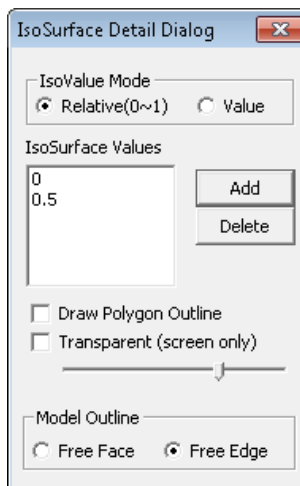 IsoSurface Detail Dialog
IsoValue Mode
Relative(0~1) Value
IsoSurface Values
0
0.5
Add
Delete
Draw Polygon Outline
Transparent (screen only)
Model Outline
Free Face Free Edge